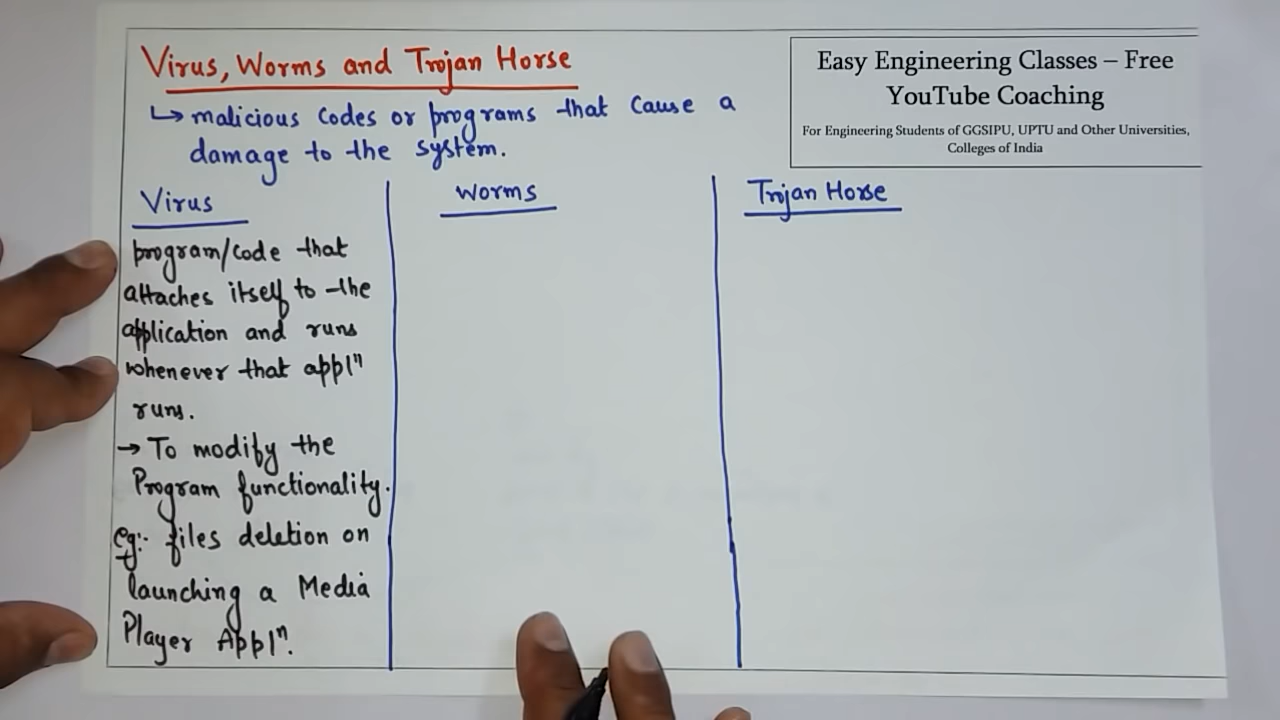 Virus, Worms and Trojan Horse
↳ malicious codes or programs that cause a
damage to the system.
Easy Engineering Classes – Free
YouTube Coaching
For Engineering Students of GGSIPU, UPTU and Other Universities,
Colleges of India
Virus
program/code that
attaches itself to the
application and runs
whenever that applⁿ
runs.
→ To modify the
Program functionality.
eg:- files deletion on
launching a Media
Player Applⁿ.
Worms
Trojan Horse